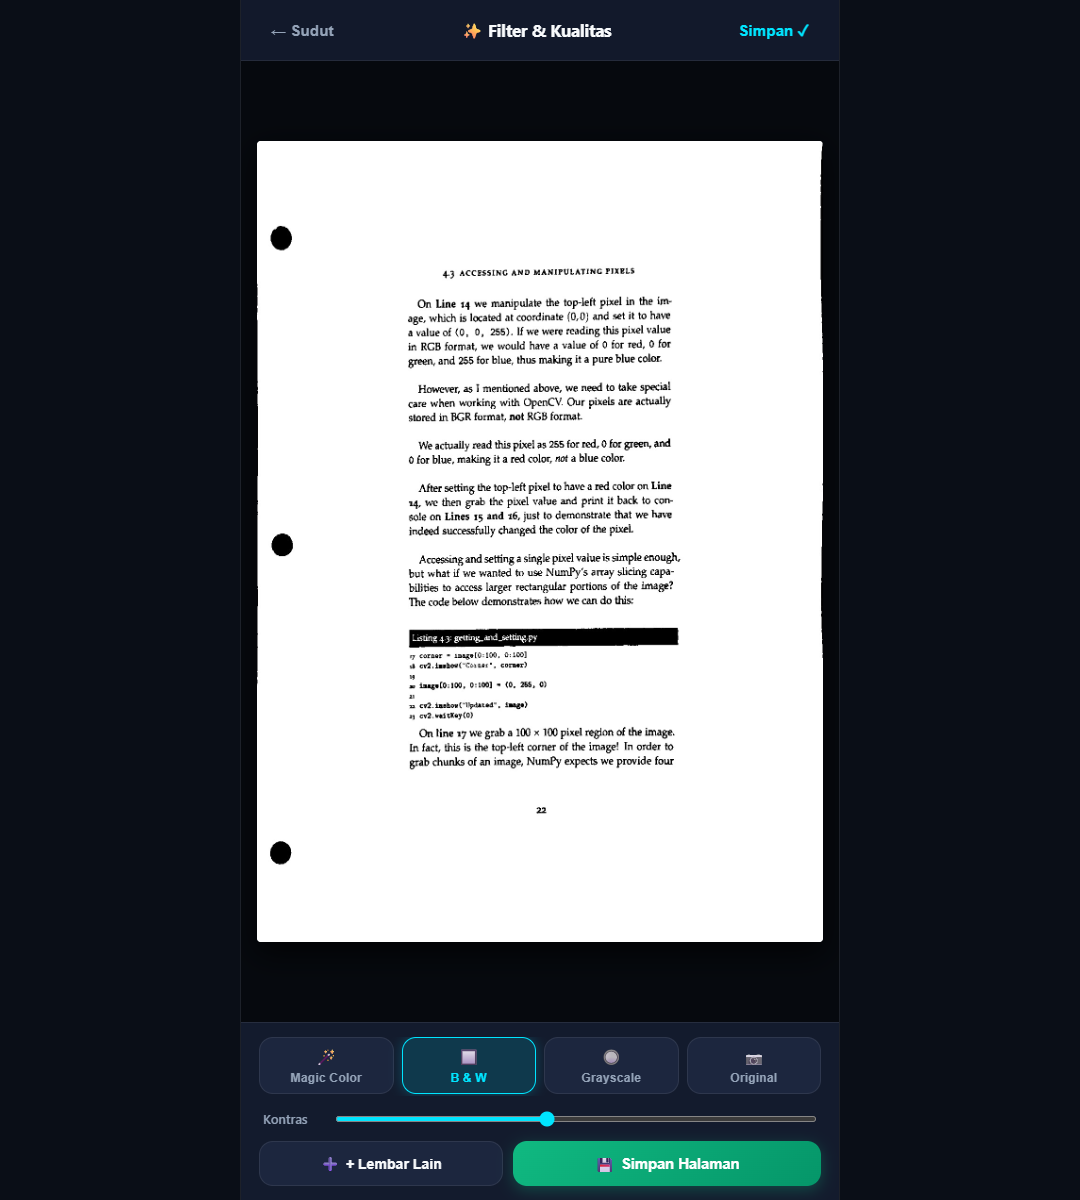 ← Sudut
✨ Filter & Kualitas
Simpan ✓
4.3 ACCESSING AND MANIPULATING PIXELS
On Line 14 we manipulate the top-left pixel in the im-
age, which is located at coordinate (0,0) and set it to have
a value of (0, 0, 255). If we were reading this pixel value
in RGB format, we would have a value of 0 for red, 0 for
green, and 255 for blue, thus making it a pure blue color.
However, as I mentioned above, we need to take special
care when working with OpenCV. Our pixels are actually
stored in BGR format, not RGB format.
We actually read this pixel as 255 for red, 0 for green, and
0 for blue, making it a red color, not a blue color.
After setting the top-left pixel to have a red color on Line
14, we then grab the pixel value and print it back to con-
sole on Lines 15 and 16, just to demonstrate that we have
indeed successfully changed the color of the pixel.
Accessing and setting a single pixel value is simple enough,
but what if we wanted to use NumPy's array slicing capa-
bilities to access larger rectangular portions of the image?
The code below demonstrates how we can do this:
Listing 4.3: getting_and_setting.py
17 corner = image[0:100, 0:100]
18 cv2.imshow("Corner", corner)
19
20 image[0:100, 0:100] = (0, 255, 0)
21
22 cv2.imshow("Updated", image)
23 cv2.waitKey(0)
On line 17 we grab a 100 × 100 pixel region of the image.
In fact, this is the top-left corner of the image! In order to
grab chunks of an image, NumPy expects we provide four
22
Magic Color
B & W
Grayscale
Original
Kontras
+ Lembar Lain
Simpan Halaman